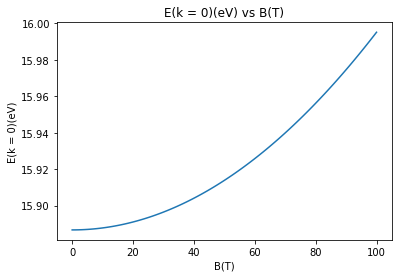 E(k = 0)(eV) vs B(T)
16.00
15.98
15.96
15.94
15.92
15.90
E(k = 0)(eV)
0 20 40 60 80 100
B(T)